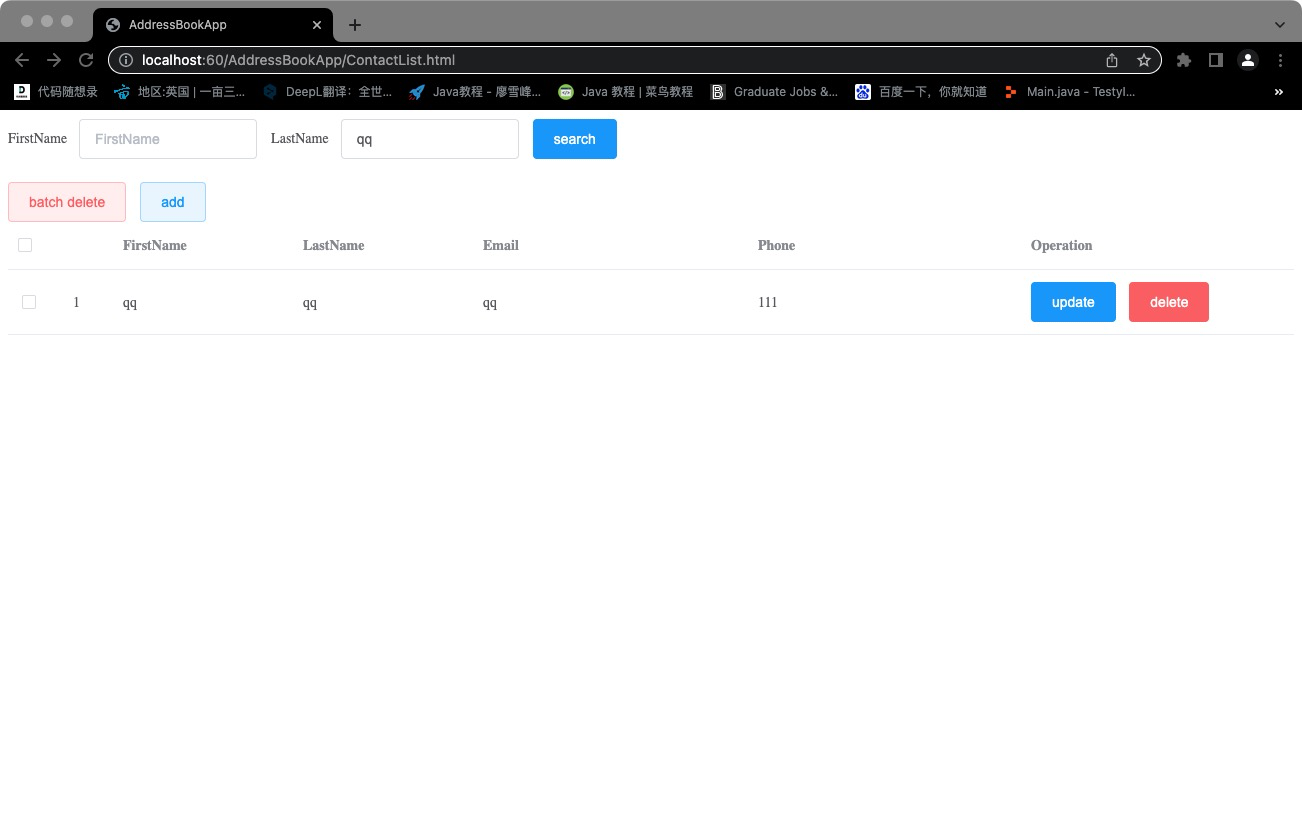 AddressBookApp
localhost:60/AddressBookApp/ContactList.html
代码随想录 地区:英国 | 一亩三... DeepL翻译：全世... Java教程 - 廖雪峰... Java 教程 | 菜鸟教程 Graduate Jobs &... 百度一下，你就知道 Main.java - TestyI...
FirstName FirstName LastName qq search
batch delete add
FirstName LastName Email Phone Operation
1 qq qq qq 111 update delete